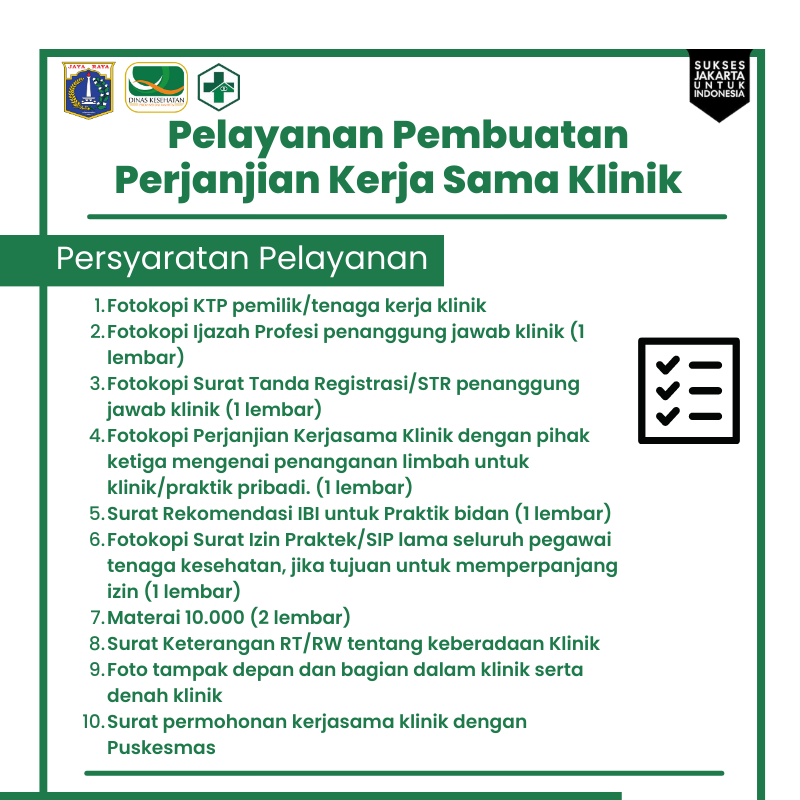 JAYA RAYA
DINAS KESEHATAN
SUKSES
JAKARTA
UNTUK
INDONESIA
Pelayanan Pembuatan
Perjanjian Kerja Sama Klinik
Persyaratan Pelayanan
1. Fotokopi KTP pemilik/tenaga kerja klinik
2. Fotokopi Ijazah Profesi penanggung jawab klinik (1
lembar)
3. Fotokopi Surat Tanda Registrasi/STR penanggung
jawab klinik (1 lembar)
4. Fotokopi Perjanjian Kerjasama Klinik dengan pihak
ketiga mengenai penanganan limbah untuk
klinik/praktik pribadi. (1 lembar)
5. Surat Rekomendasi IBI untuk Praktik bidan (1 lembar)
6. Fotokopi Surat Izin Praktek/SIP lama seluruh pegawai
tenaga kesehatan, jika tujuan untuk memperpanjang
izin (1 lembar)
7. Materai 10.000 (2 lembar)
8. Surat Keterangan RT/RW tentang keberadaan Klinik
9. Foto tampak depan dan bagian dalam klinik serta
denah klinik
10. Surat permohonan kerjasama klinik dengan
Puskesmas